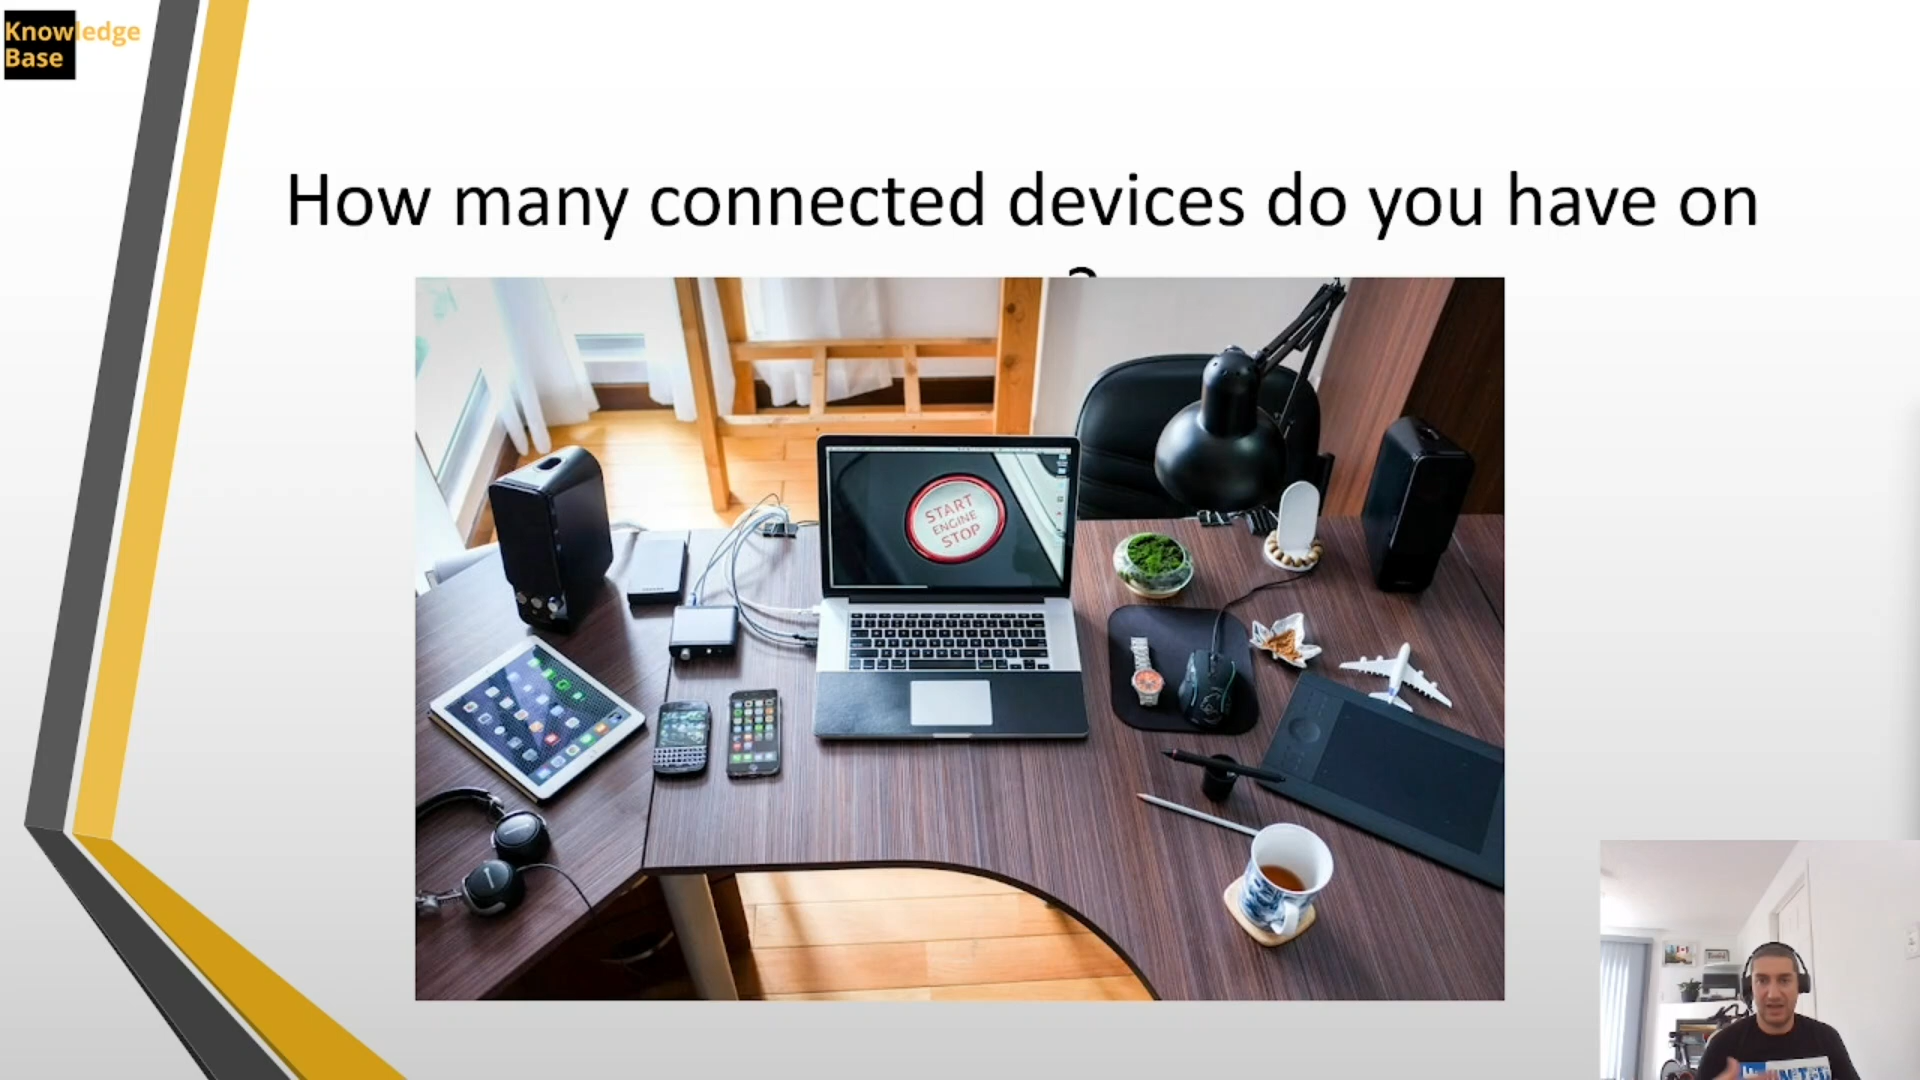 Knowledge
Base
How many connected devices do you have on
?
START
ENGINE
STOP